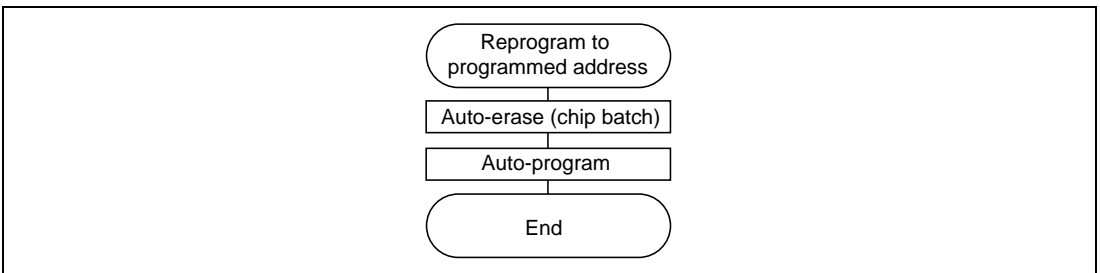 Reprogram to
programmed address
Auto-erase (chip batch)
Auto-program
End